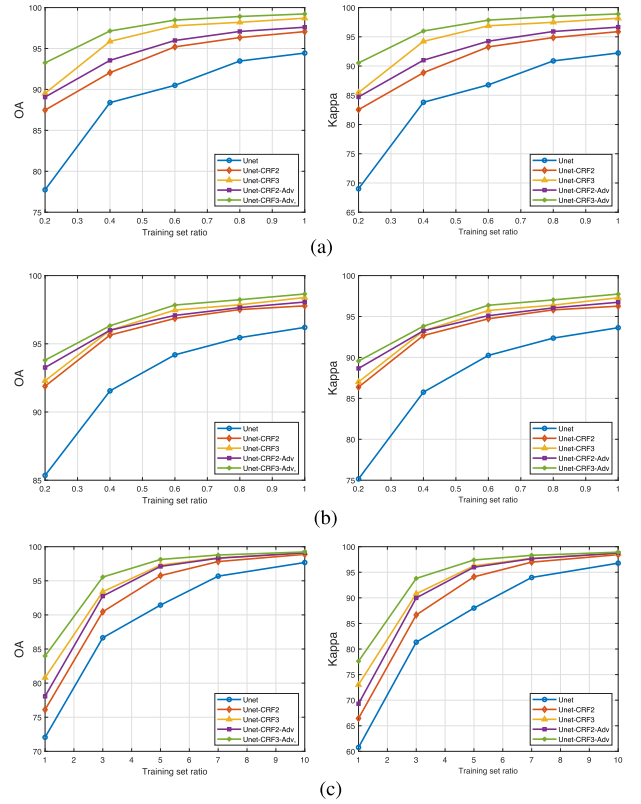 100
95
90
85
80
75
OA
0.2 0.3 0.4 0.5 0.6 0.7 0.8 0.9 1
Training set ratio
Unet
Unet-CRF2
Unet-CRF3
Unet-CRF2-Adv
Unet-CRF3-Adv.
100
95
90
85
80
75
70
65
Kappa
0.2 0.3 0.4 0.5 0.6 0.7 0.8 0.9 1
Training set ratio
Unet
Unet-CRF2
Unet-CRF3
Unet-CRF2-Adv
Unet-CRF3-Adv
(a)
100
95
90
85
OA
0.2 0.3 0.4 0.5 0.6 0.7 0.8 0.9 1
Training set ratio
Unet
Unet-CRF2
Unet-CRF3
Unet-CRF2-Adv
Unet-CRF3-Adv.
100
95
90
85
80
75
Kappa
0.2 0.3 0.4 0.5 0.6 0.7 0.8 0.9 1
Training set ratio
Unet
Unet-CRF2
Unet-CRF3
Unet-CRF2-Adv
Unet-CRF3-Adv
(b)
100
95
90
85
80
75
70
OA
1 2 3 4 5 6 7 8 9 10
Training set ratio
Unet
Unet-CRF2
Unet-CRF3
Unet-CRF2-Adv
Unet-CRF3-Adv.
100
95
90
85
80
75
70
65
60
Kappa
1 2 3 4 5 6 7 8 9 10
Training set ratio
Unet
Unet-CRF2
Unet-CRF3
Unet-CRF2-Adv
Unet-CRF3-Adv
(c)